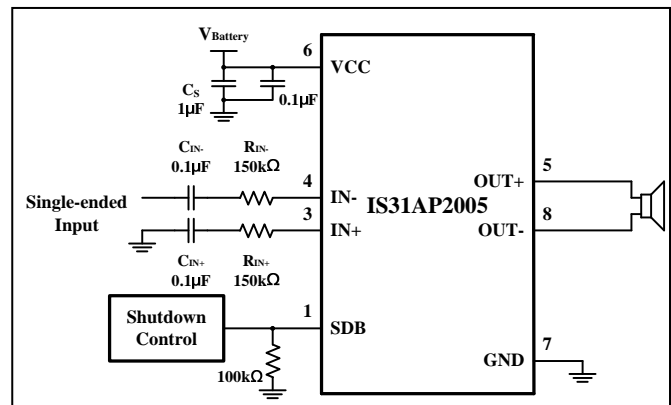 VBattery
6
VCC
CS
1µF
0.1µF
CIN-
0.1µF
RIN-
150kΩ
4
IN-
Single-ended
Input
3
IN+
CIN+
0.1µF
RIN+
150kΩ
IS31AP2005
5
OUT+
8
OUT-
Shutdown
Control
1
SDB
100kΩ
7
GND